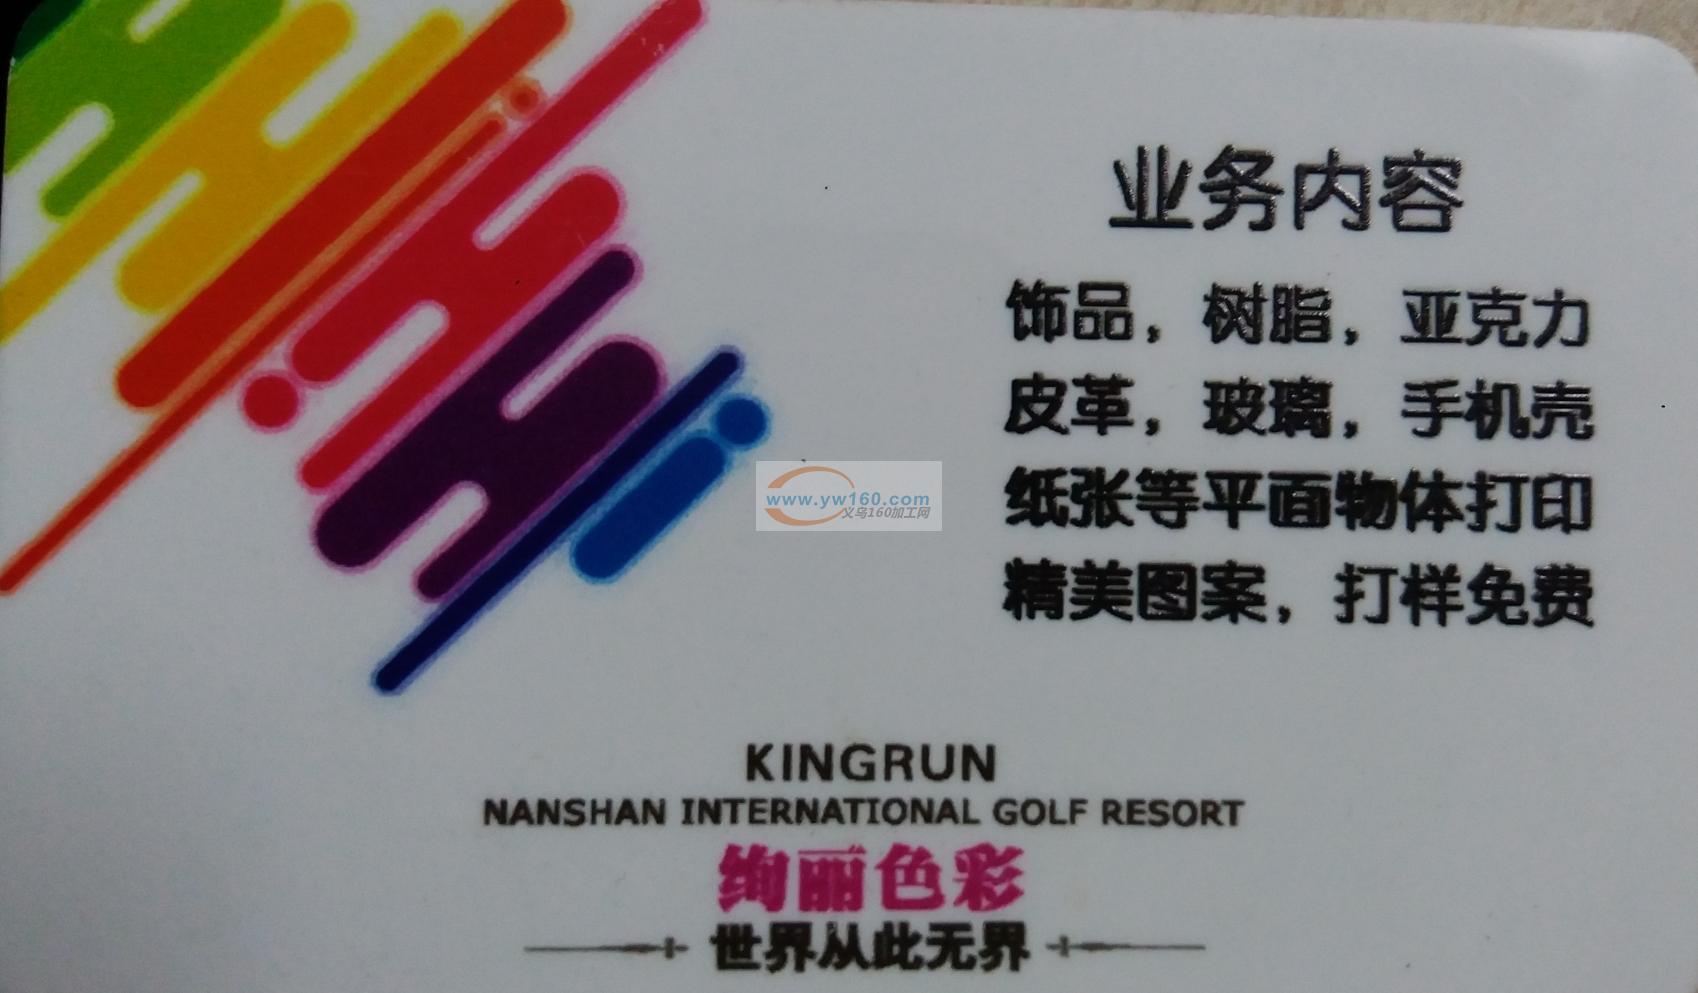 业务内容
饰品，树脂，亚克力
皮革，玻璃，手机壳
纸张等平面物体打印
精美图案，打样免费
www.yw160.com
义乌160加工网
KINGRUN
NANSHAN INTERNATIONAL GOLF RESORT
绚丽色彩
世界从此无界